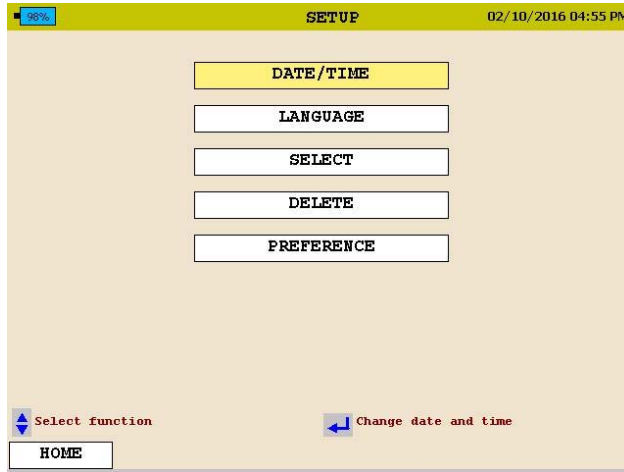 98% SETUP 02/10/2016 04:55 PM
DATE/TIME
LANGUAGE
SELECT
DELETE
PREFERENCE
Select function Change date and time
HOME